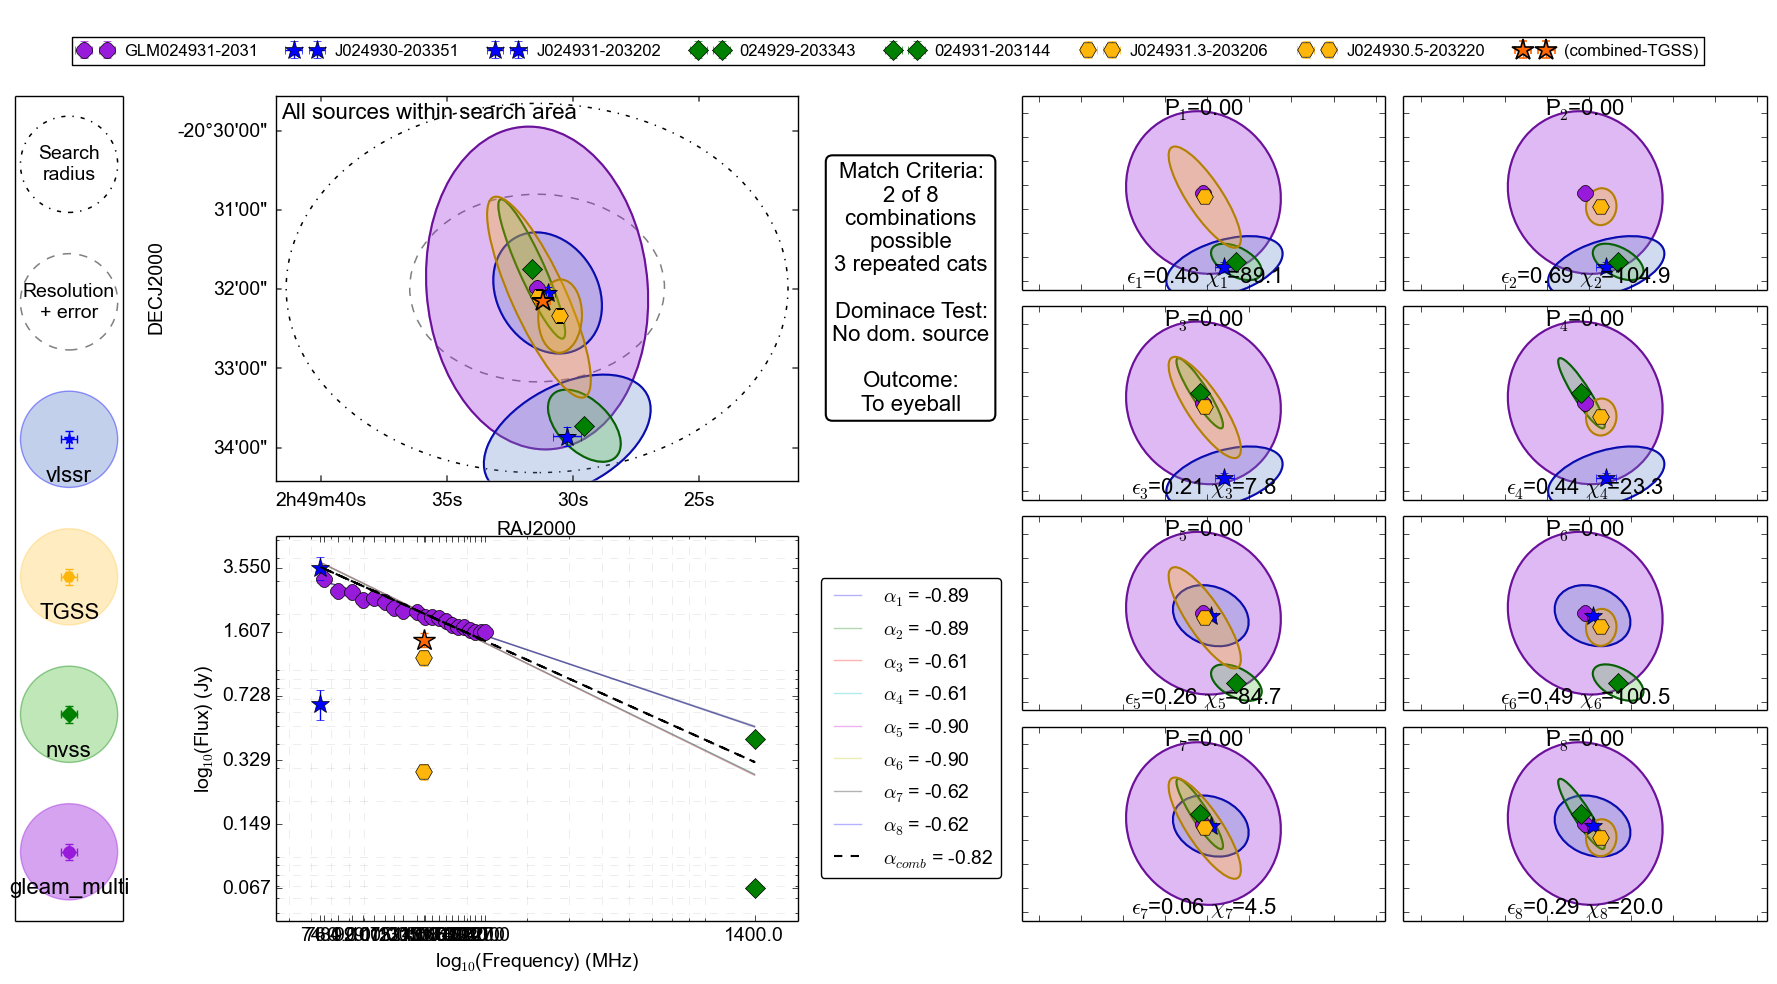 GLM024931-2031 J024930-203351 J024931-203202 024929-203343 024931-203144 J024931.3-203206 J024930.5-203220 (combined-TGSS)
Search
radius
Resolution
+ error
vlssr
TGSS
nvss
gleam_multi
All sources within search area
DECJ2000
-20°30'00"
31'00"
32'00"
33'00"
34'00"
2h49m40s 35s 30s 25s
RAJ2000
log10(Flux) (Jy)
3.550
1.607
0.728
0.329
0.149
0.067
1400.0
log10(Frequency) (MHz)
Match Criteria:
2 of 8
combinations
possible
3 repeated cats
Dominace Test:
No dom. source
Outcome:
To eyeball
α1 = -0.89
α2 = -0.89
α3 = -0.61
α4 = -0.61
α5 = -0.90
α6 = -0.90
α7 = -0.62
α8 = -0.62
αcomb = -0.82
P1=0.00
ϵ1=0.46 χ1=89.1
P2=0.00
ϵ2=0.69 χ2=104.9
P3=0.00
ϵ3=0.21 χ3=7.8
P4=0.00
ϵ4=0.44 χ4=23.3
P5=0.00
ϵ5=0.26 χ5=84.7
P6=0.00
ϵ6=0.49 χ6=100.5
P7=0.00
ϵ7=0.06 χ7=4.5
P8=0.00
ϵ8=0.29 χ8=20.0